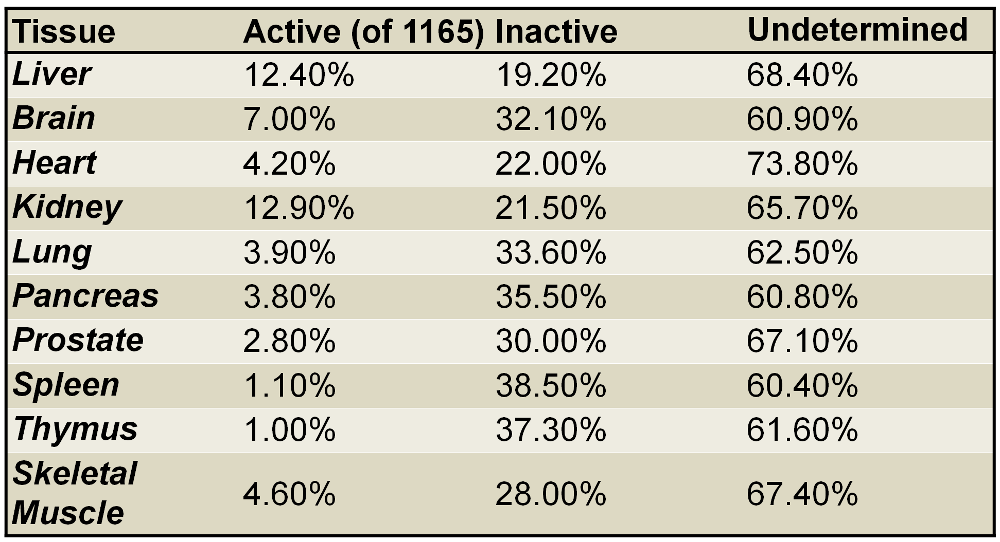 Tissue Active (of 1165) Inactive Undetermined
Liver 12.40% 19.20% 68.40%
Brain 7.00% 32.10% 60.90%
Heart 4.20% 22.00% 73.80%
Kidney 12.90% 21.50% 65.70%
Lung 3.90% 33.60% 62.50%
Pancreas 3.80% 35.50% 60.80%
Prostate 2.80% 30.00% 67.10%
Spleen 1.10% 38.50% 60.40%
Thymus 1.00% 37.30% 61.60%
Skeletal
Muscle 4.60% 28.00% 67.40%